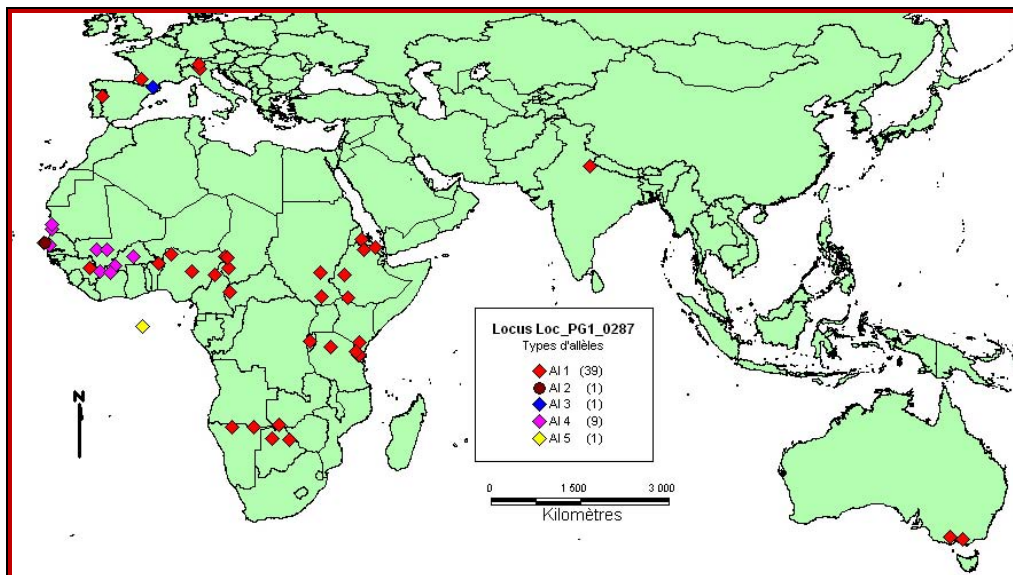 Locus Loc_PG1_0287
Types d'allèles
Al 1 (39)
Al 2 (1)
Al 3 (1)
Al 4 (9)
Al 5 (1)
N
0 1 500 3 000
Kilomètres